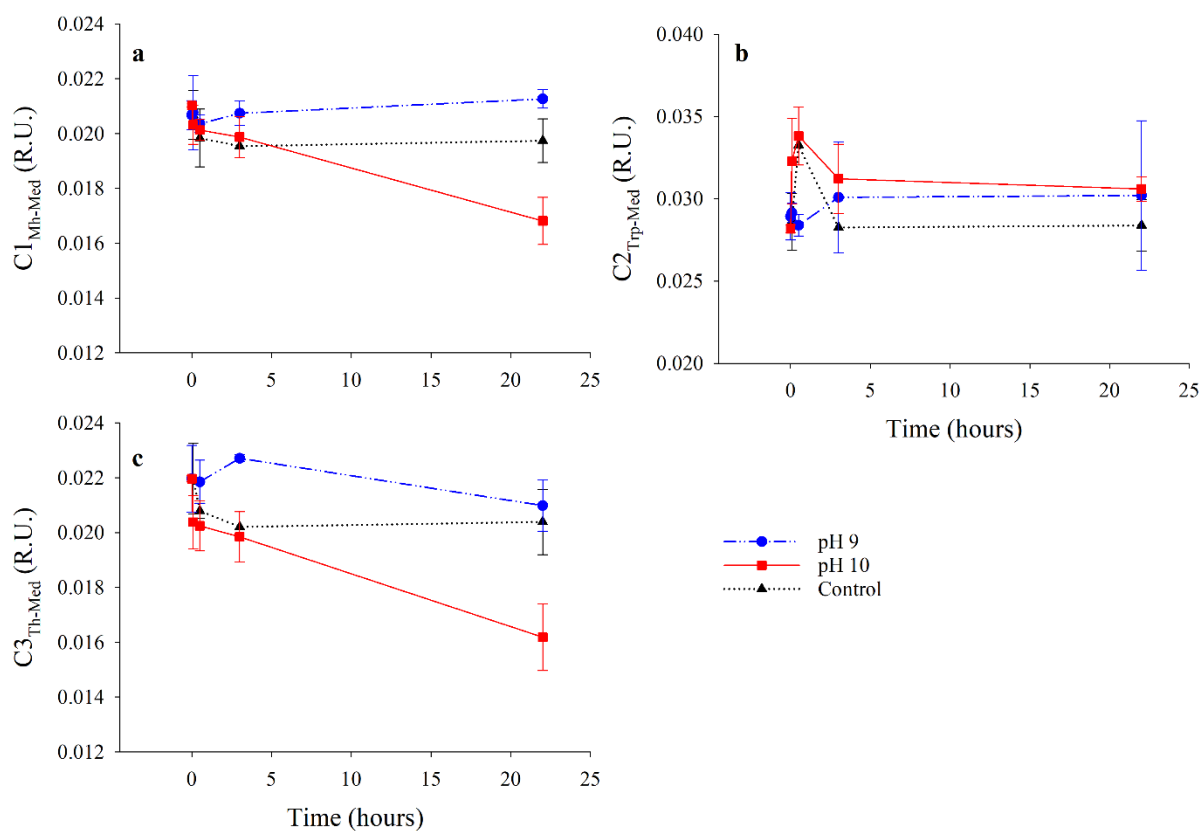 a
0.024
0.022
0.020
0.018
0.016
0.014
0.012
C1Mh-Med (R.U.)
0 5 10 15 20 25
b
0.040
0.035
0.030
0.025
0.020
C2Trp-Med (R.U.)
0 5 10 15 20 25
Time (hours)
c
0.024
0.022
0.020
0.018
0.016
0.014
0.012
C3Th-Med (R.U.)
0 5 10 15 20 25
Time (hours)
pH 9
pH 10
Control